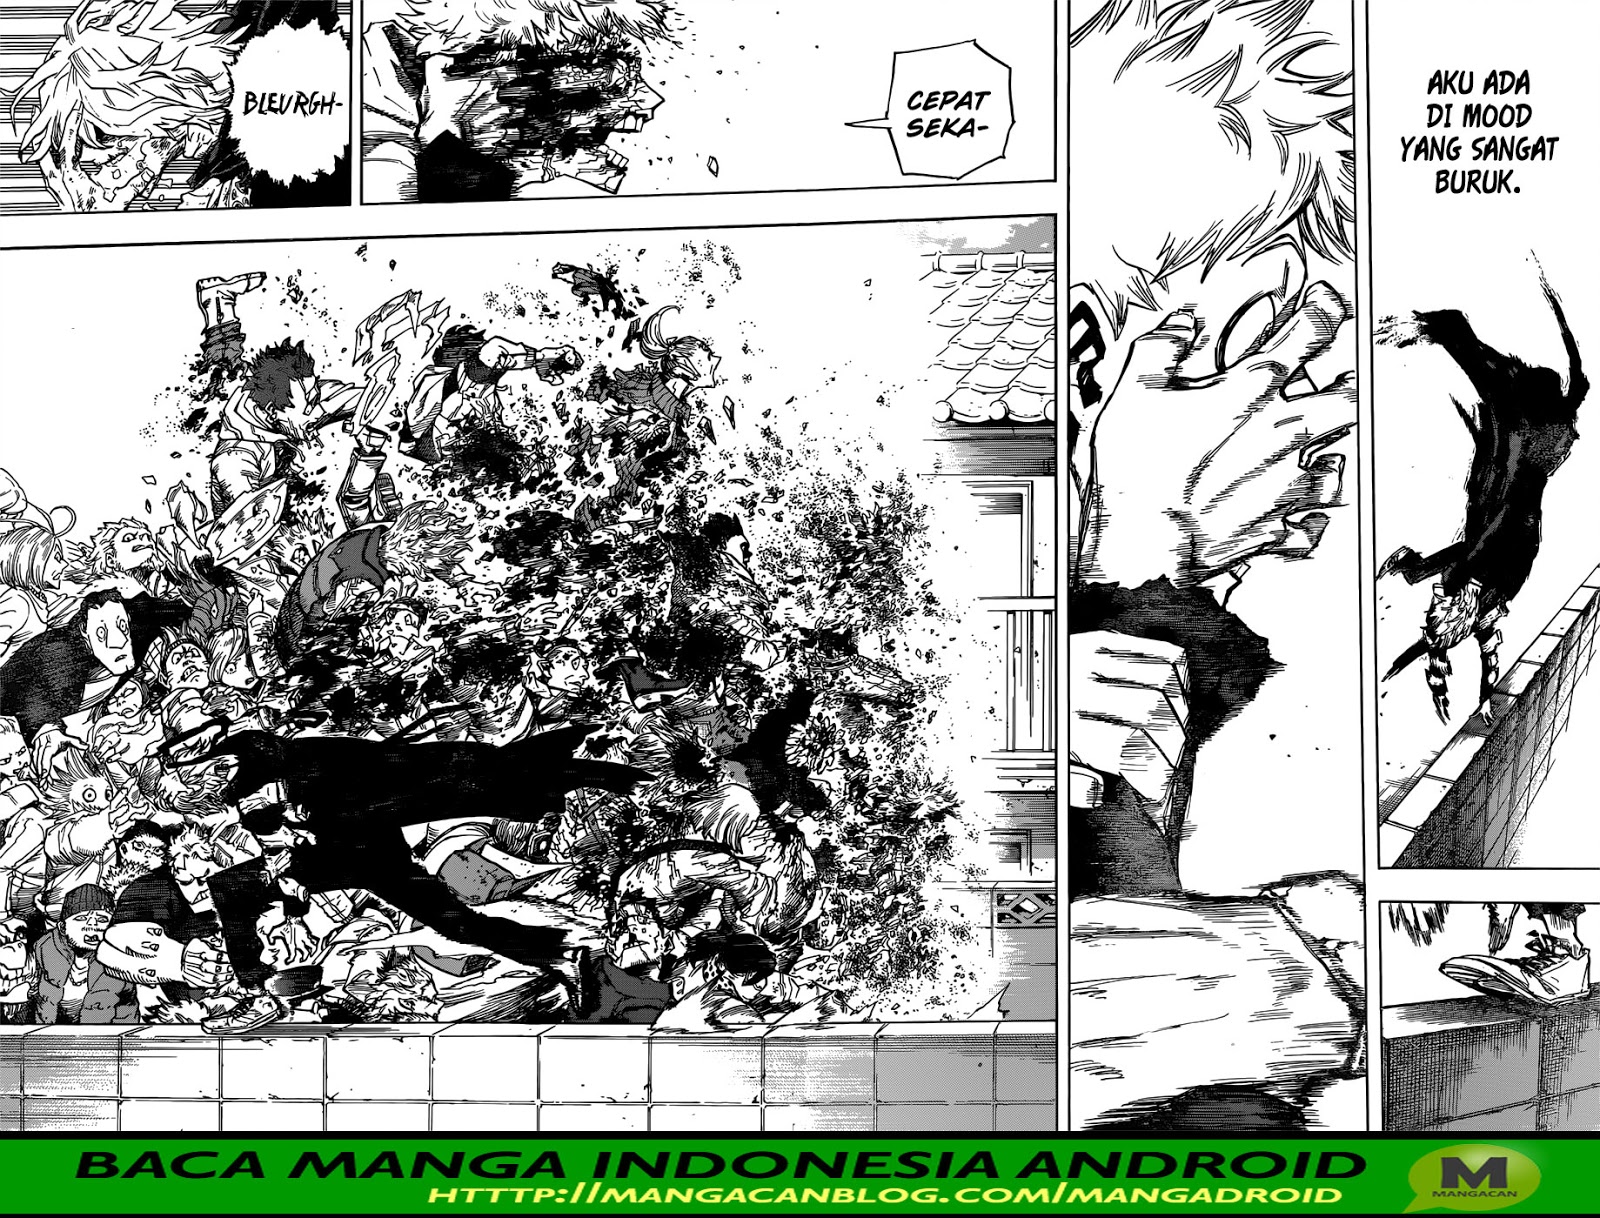 AKU ADA
DI MOOD
YANG SANGAT
BURUK.
CEPAT
SEKA-
BLEURGH-
BACA MANGA INDONESIA ANDROID
HTTTP://MANGACANBLOG.COM/MANGADROID
M
MANGACAN